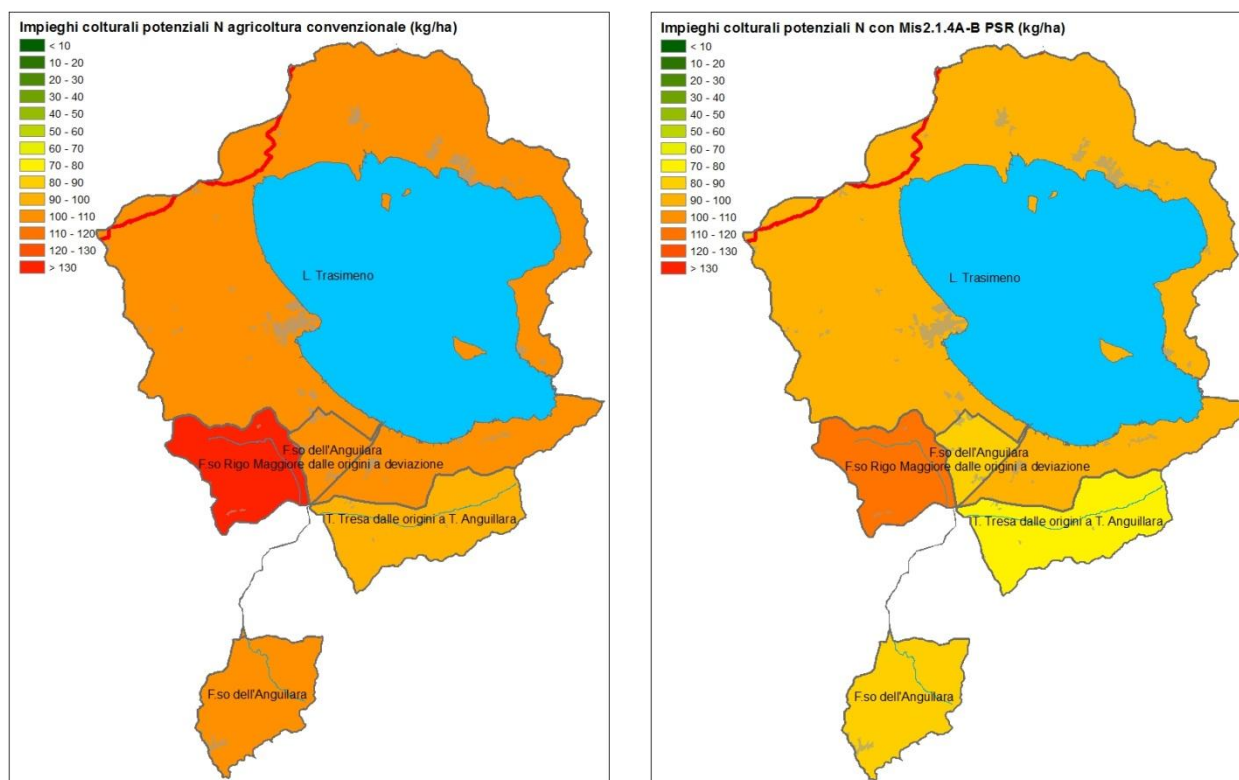 Impieghi colturali potenziali N agricoltura convenzionale (kg/ha)
< 10
10 - 20
20 - 30
30 - 40
40 - 50
50 - 60
60 - 70
70 - 80
80 - 90
90 - 100
100 - 110
110 - 120
120 - 130
> 130
L. Trasimeno
F.so dell'Anguilara
F.so Rigo Maggiore dalle origini a deviazione
T. Tresa dalle origini a T. Anguillara
F.so dell'Anguilara
Impieghi colturali potenziali N con Mis2.1.4A-B PSR (kg/ha)
< 10
10 - 20
20 - 30
30 - 40
40 - 50
50 - 60
60 - 70
70 - 80
80 - 90
90 - 100
100 - 110
110 - 120
120 - 130
> 130
L. Trasimeno
F.so dell'Anguilara
F.so Rigo Maggiore dalle origini a deviazione
T. Tresa dalle origini a T. Anguillara
F.so dell'Anguilara